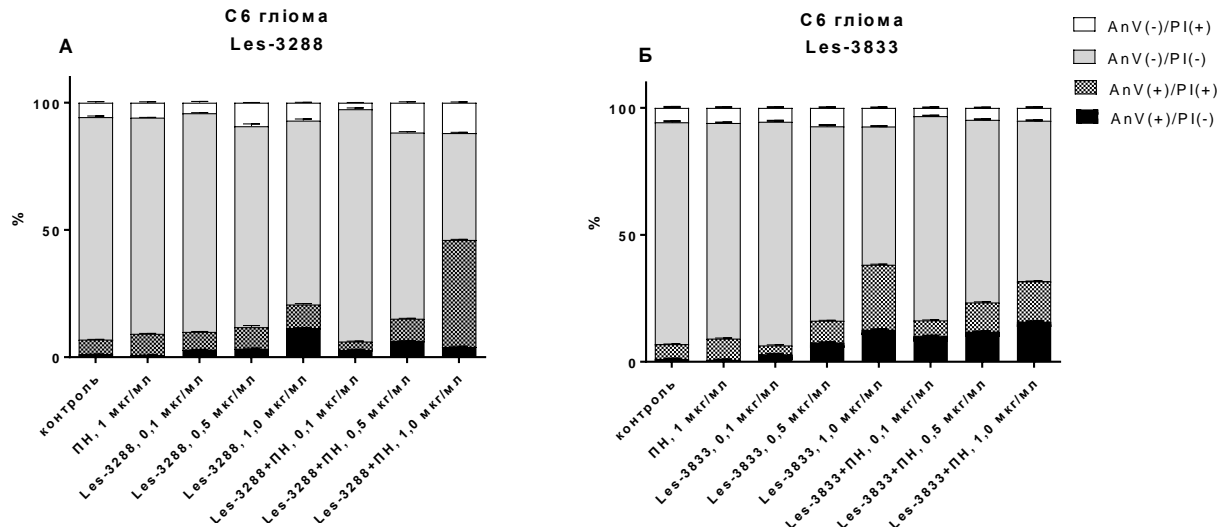 С6 гліома
Les-3288
А
100
50
0
%
контроль
ПН, 1 мкг/мл
Les-3288, 0,1 мкг/мл
Les-3288, 0,5 мкг/мл
Les-3288, 1,0 мкг/мл
Les-3288+ПН, 0,1 мкг/мл
Les-3288+ПН, 0,5 мкг/мл
Les-3288+ПН, 1,0 мкг/мл
С6 гліома
Les-3833
Б
100
50
0
%
контроль
ПН, 1 мкг/мл
Les-3833, 0,1 мкг/мл
Les-3833, 0,5 мкг/мл
Les-3833, 1,0 мкг/мл
Les-3833+ПН, 0,1 мкг/мл
Les-3833+ПН, 0,5 мкг/мл
Les-3833+ПН, 1,0 мкг/мл
AnV(-)/PI(+)
AnV(-)/PI(-)
AnV(+)/PI(+)
AnV(+)/PI(-)